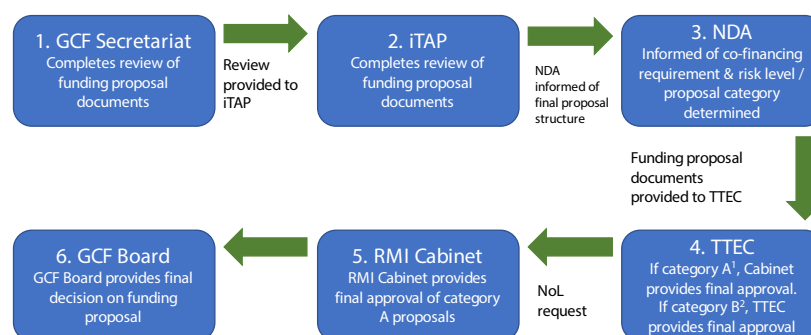 1. GCF Secretariat
Completes review of
funding proposal
documents
Review
provided to
iTAP
2. iTAP
Completes review of
funding proposal
documents
NDA
informed of
final proposal
structure
3. NDA
Informed of co-financing
requirement & risk level /
proposal category
determined
Funding proposal
documents
provided to TTEC
4. TTEC
If category A¹, Cabinet
provides final approval.
If category B², TTEC
provides final approval
NoL
request
5. RMI Cabinet
RMI Cabinet provides
final approval of category
A proposals
6. GCF Board
GCF Board provides final
decision on funding
proposal